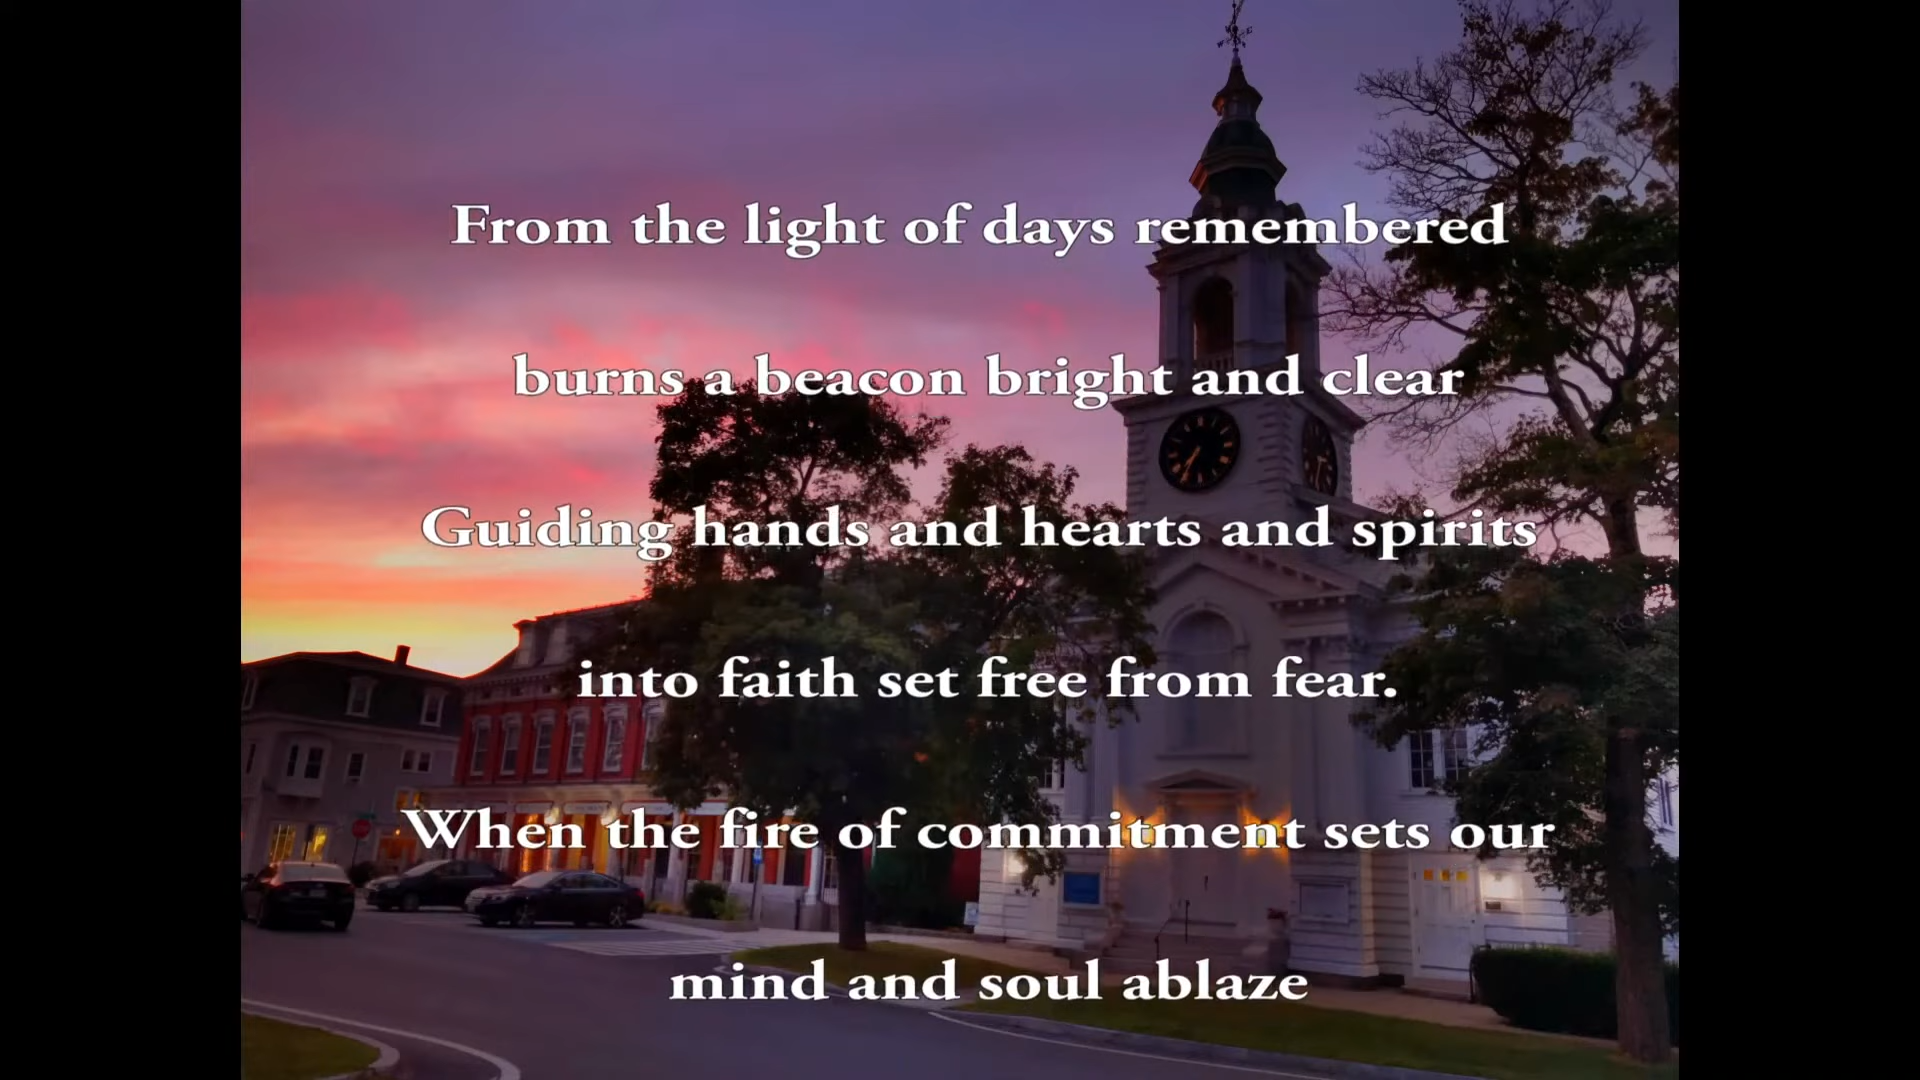 From the light of days remembered
burns a beacon bright and clear
Guiding hands and hearts and spirits
into faith set free from fear.
When the fire of commitment sets our
mind and soul ablaze